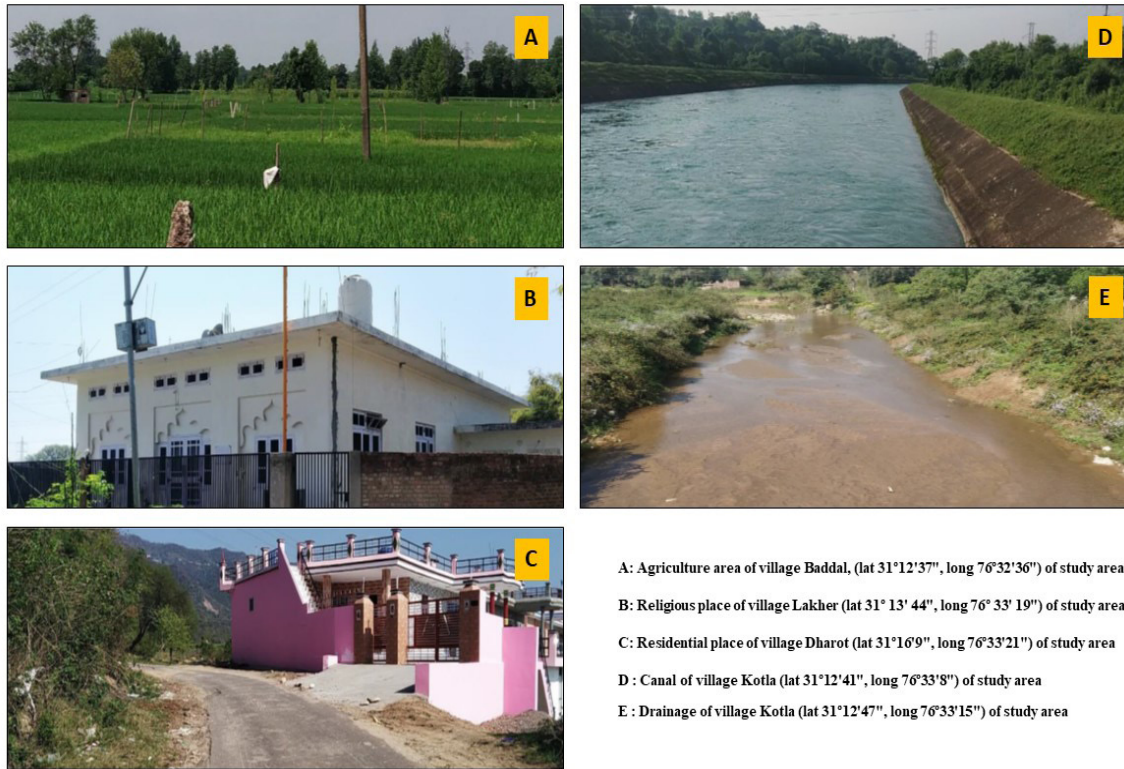 A
D
B
E
C
A: Agriculture area of village Baddal, (lat 31°12'37", long 76°32'36") of study area
B: Religious place of village Lakher (lat 31° 13' 44", long 76° 33' 19") of study area
C: Residential place of village Dharot (lat 31°16'9", long 76°33'21") of study area
D : Canal of village Kotla (lat 31°12'41", long 76°33'8") of study area
E : Drainage of village Kotla (lat 31°12'47", long 76°33'15") of study area